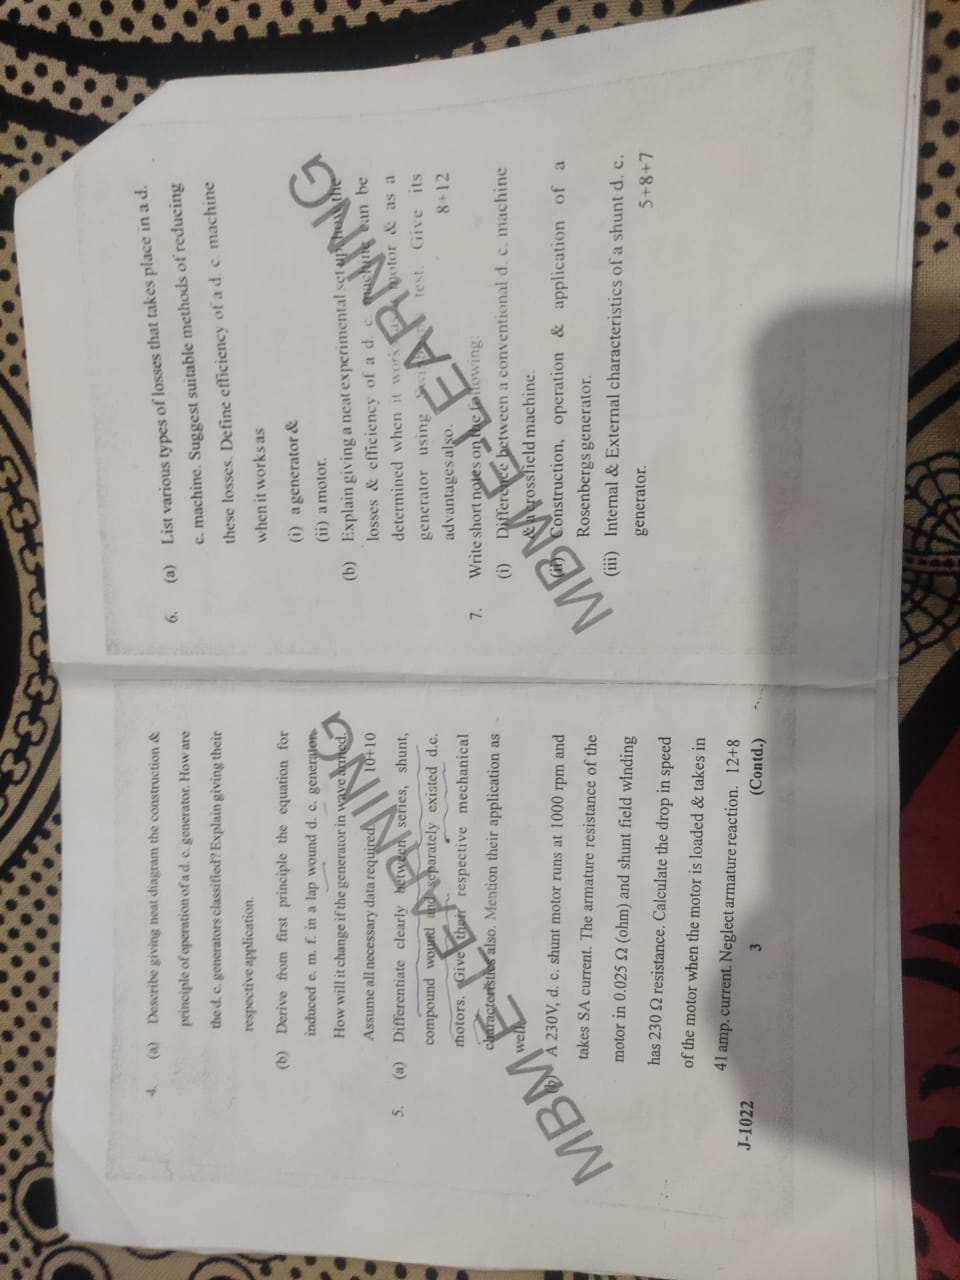 4. (a) Describe giving neat diagram the construction &
principle of operation of a d. c. generator. How are
the d. c. generators classified? Explain giving their
respective application.
(b) Derive from first principle the equation for
induced e. m. f. in a lap wound d. c. generator.
How will it change if the generator in wave armed.
Assume all necessary data required. 10+10
5. (a) Differentiate clearly between series, shunt,
compound wound and separately existed d.c.
motors. Give their respective mechanical
characteristics also. Mention their application as
well.
(b) A 230V, d. c. shunt motor runs at 1000 rpm and
takes SA current. The armature resistance of the
motor in 0.025 Ω (ohm) and shunt field winding
has 230 Ω resistance. Calculate the drop in speed
of the motor when the motor is loaded & takes in
41 amp. current. Neglect armature reaction. 12+8
J-1022 3 (Contd.)
MBM E-LEARNING
6. (a) List various types of losses that takes place in a d.
c. machine. Suggest suitable methods of reducing
these losses. Define efficiency of a d. c. machine
when it works as
(i) a generator &
(ii) a motor.
(b) Explain giving a neat experimental set up, how the
losses & efficiency of a d. c. machine can be
determined when it works as a motor & as a
generator using test. Give its
advantages also. 8+12
7. Write short notes on the following:
(i) Difference between a conventional d. c. machine
& a crossfield machine.
(ii) Construction, operation & application of a
Rosenbergs generator.
(iii) Internal & External characteristics of a shunt d. c.
generator. 5+8+7
MBM E-LEARNING